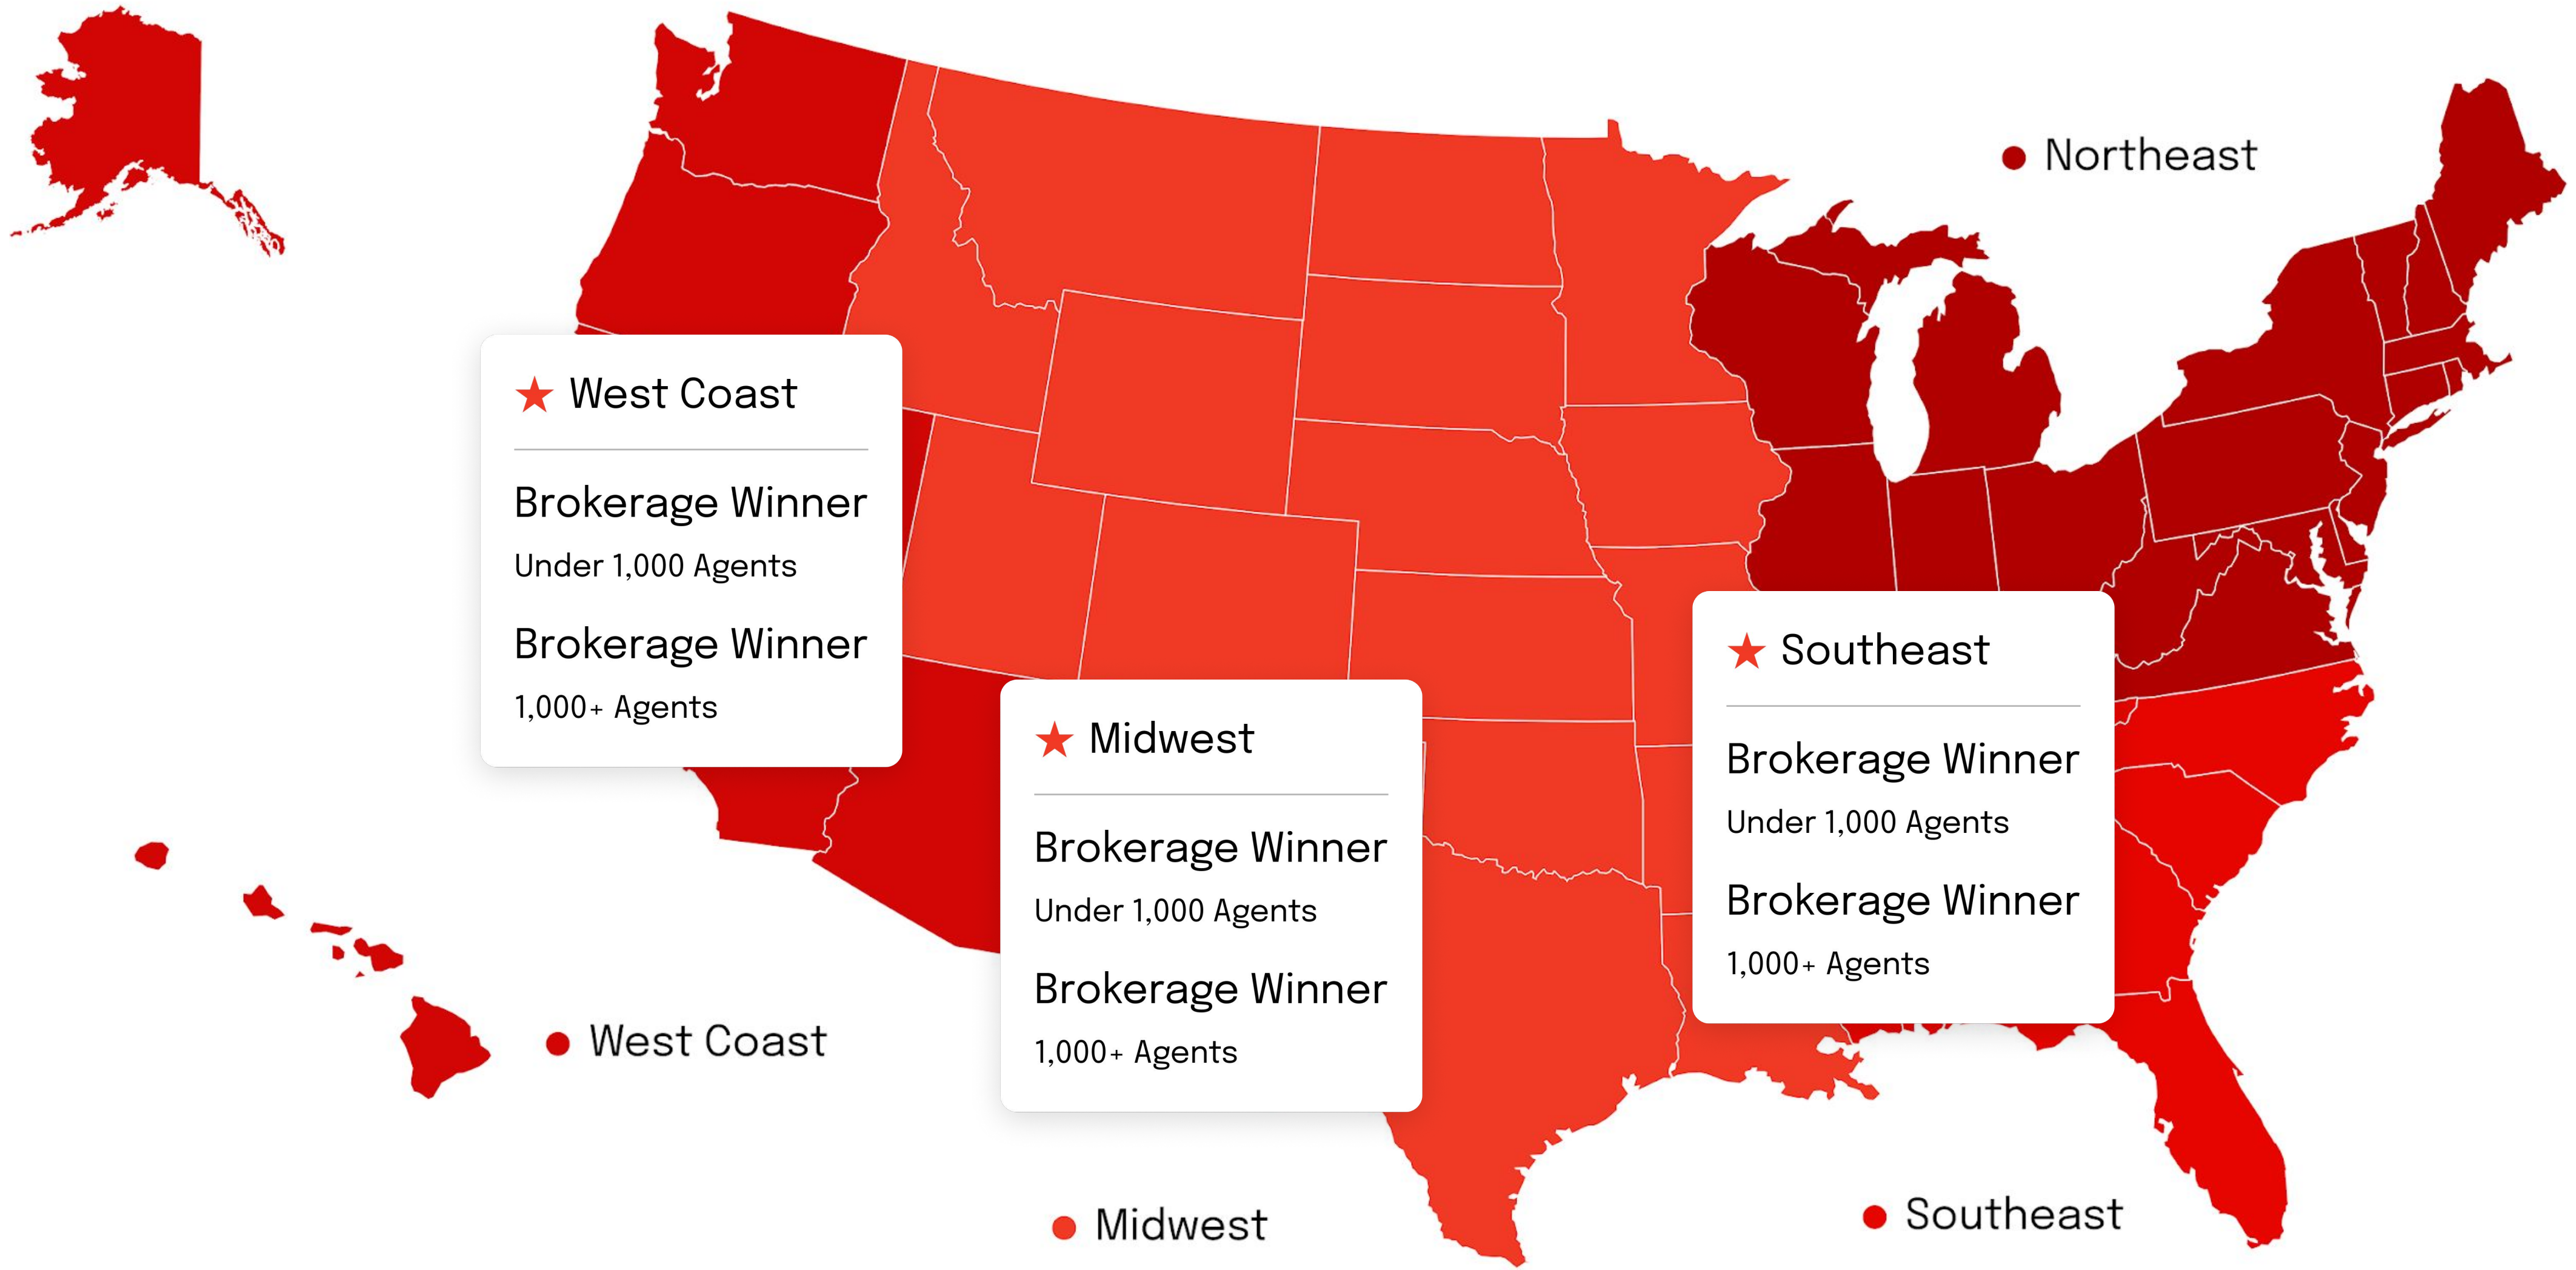 Northeast
West Coast
Brokerage Winner
Under 1,000 Agents
Brokerage Winner
1,000+ Agents
Southeast
Brokerage Winner
Under 1,000 Agents
Brokerage Winner
1,000+ Agents
Midwest
Brokerage Winner
Under 1,000 Agents
Brokerage Winner
1,000+ Agents
West Coast
Midwest
Southeast